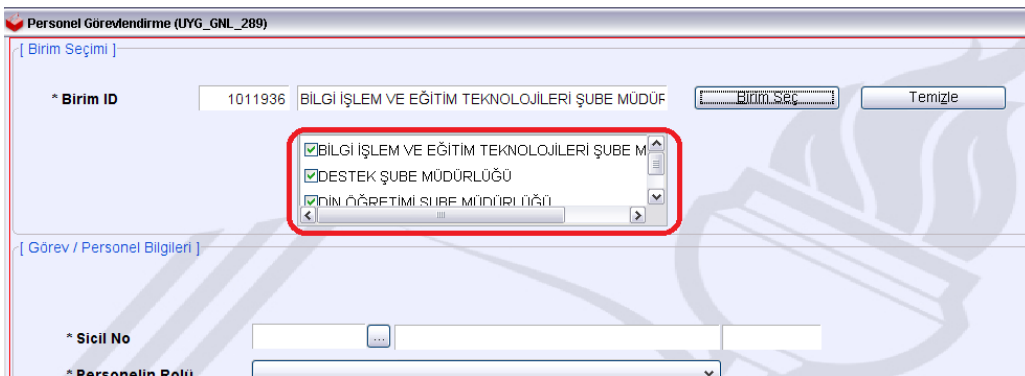 Personel Görevlendirme (UYG_GNL_289)
[ Birim Seçimi ]
* Birim ID 1011936 BİLGİ İŞLEM VE EĞİTİM TEKNOLOJİLERİ ŞUBE MÜDÜR Birim Seç Temizle
BİLGİ İŞLEM VE EĞİTİM TEKNOLOJİLERİ ŞUBE M
DESTEK ŞUBE MÜDÜRLÜĞÜ
DİN ÖĞRETİMİ ŞUBE MÜDÜRLÜĞÜ
[ Görev / Personel Bilgileri ]
* Sicil No ...
* Personelin Rolü